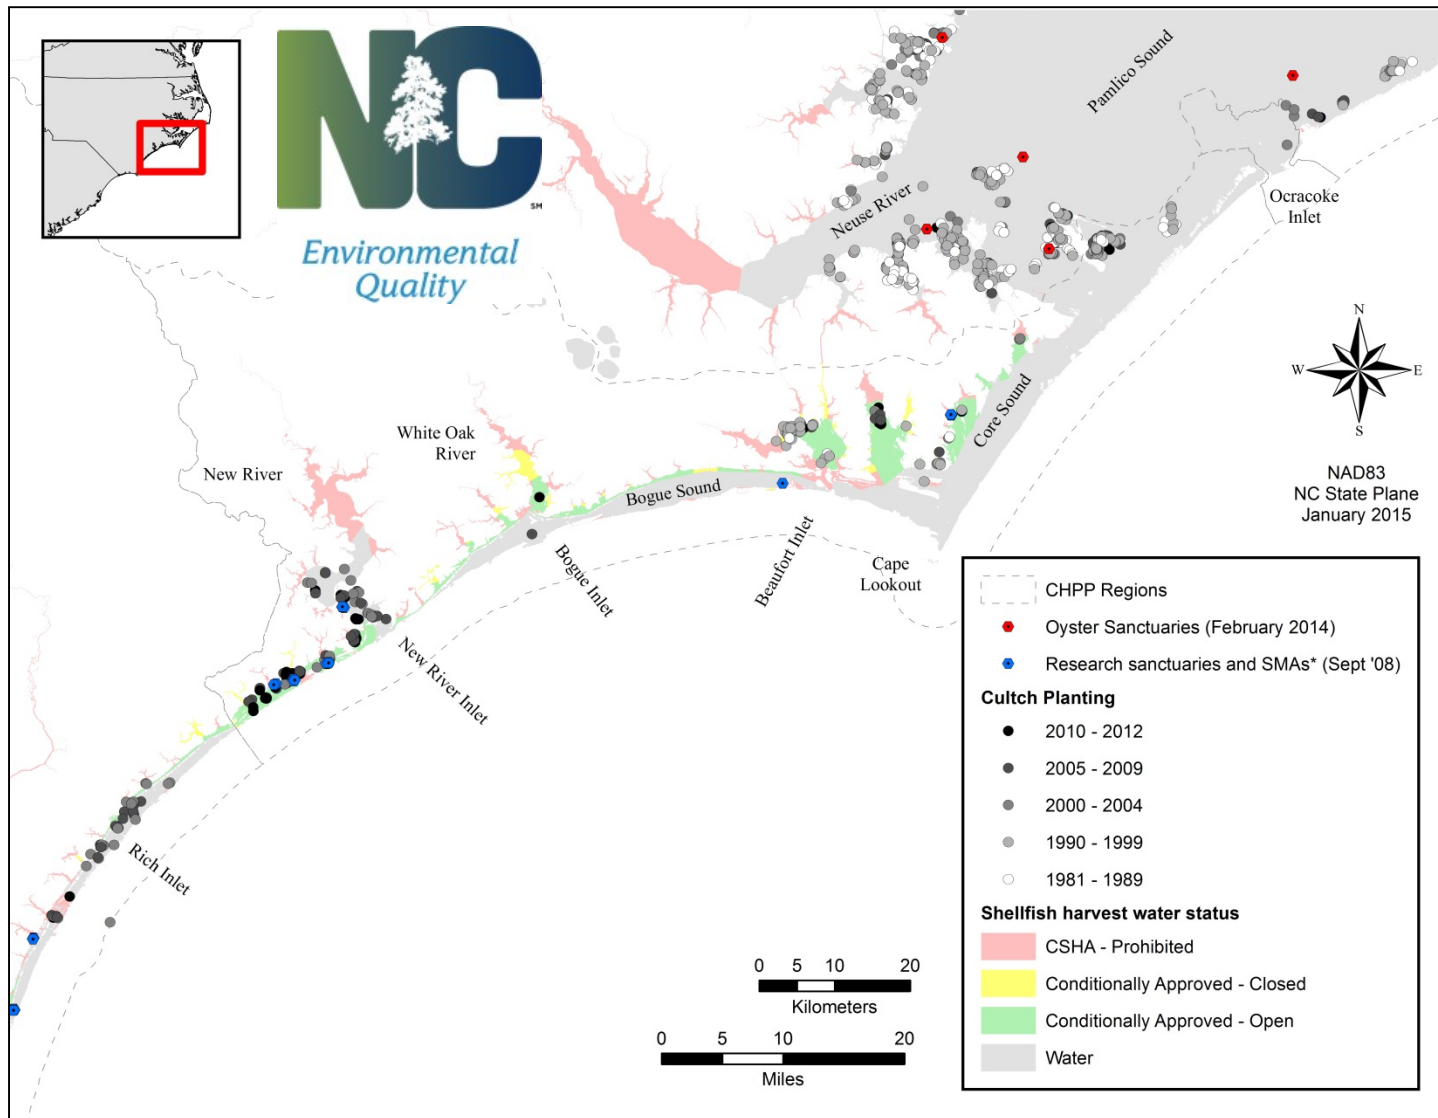 NC
SM
Environmental
Quality
Pamlico Sound
Neuse River
Ocracoke
Inlet
Core Sound
White Oak
River
New River
Bogue Sound
Bogue Inlet
Beaufort Inlet
Cape
Lookout
New River Inlet
Rich Inlet
N
W
E
S
NAD83
NC State Plane
January 2015
CHPP Regions
Oyster Sanctuaries (February 2014)
Research sanctuaries and SMAs* (Sept '08)
Cultch Planting
2010 - 2012
2005 - 2009
2000 - 2004
1990 - 1999
1981 - 1989
Shellfish harvest water status
CSHA - Prohibited
Conditionally Approved - Closed
Conditionally Approved - Open
Water
0 5 10 20
Kilometers
0 5 10 20
Miles